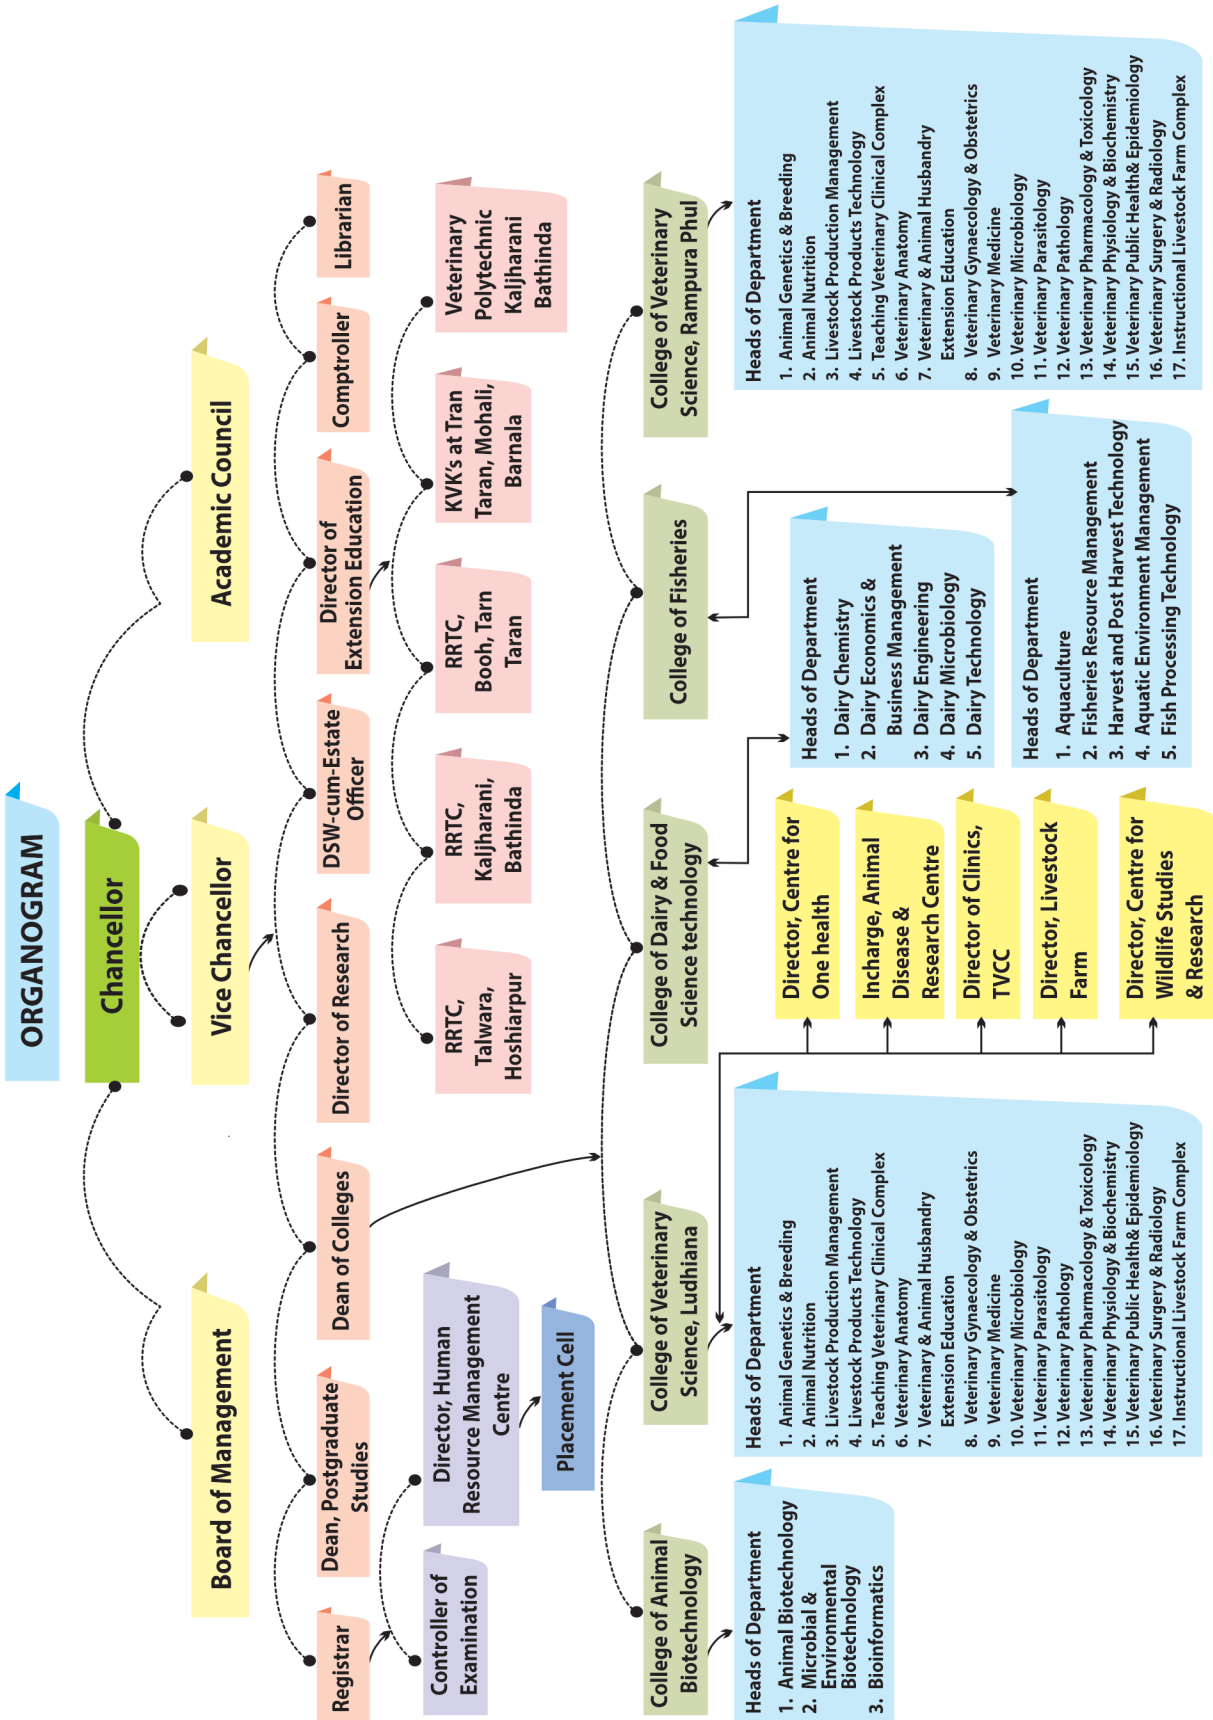 ORGANOGRAM
Chancellor
Board of Management
Vice Chancellor
Academic Council
Registrar
Dean, Postgraduate
Studies
Dean of Colleges
Director of Research
DSW-cum-Estate
Officer
Director of
Extension Education
Comptroller
Librarian
Controller of
Examination
Director, Human
Resource Management
Centre
Placement Cell
RRTC,
Talwara,
Hoshiarpur
RRTC,
Kaljharani,
Bathinda
RRTC,
Booh, Tarn
Taran
KVK's at Tran
Taran, Mohali,
Barnala
Veterinary
Polytechnic
Kaljharani
Bathinda
College of Animal
Biotechnology
College of Veterinary
Science, Ludhiana
College of Dairy & Food
Science technology
College of Fisheries
College of Veterinary
Science, Rampura Phul
Heads of Department
1. Animal Biotechnology
2. Microbial &
Environmental
Biotechnology
3. Bioinformatics
Heads of Department
1. Animal Genetics & Breeding
2. Animal Nutrition
3. Livestock Production Management
4. Livestock Products Technology
5. Teaching Veterinary Clinical Complex
6. Veterinary Anatomy
7. Veterinary & Animal Husbandry
Extension Education
8. Veterinary Gynaecology & Obstetrics
9. Veterinary Medicine
10. Veterinary Microbiology
11. Veterinary Parasitology
12. Veterinary Pathology
13. Veterinary Pharmacology & Toxicology
14. Veterinary Physiology & Biochemistry
15. Veterinary Public Health& Epidemiology
16. Veterinary Surgery & Radiology
17. Instructional Livestock Farm Complex
Director, Centre for
One health
Incharge, Animal
Disease &
Research Centre
Director of Clinics,
TVCC
Director, Livestock
Farm
Director, Centre for
Wildlife Studies
& Research
Heads of Department
1. Dairy Chemistry
2. Dairy Economics &
Business Management
3. Dairy Engineering
4. Dairy Microbiology
5. Dairy Technology
Heads of Department
1. Aquaculture
2. Fisheries Resource Management
3. Harvest and Post Harvest Technology
4. Aquatic Environment Management
5. Fish Processing Technology
Heads of Department
1. Animal Genetics & Breeding
2. Animal Nutrition
3. Livestock Production Management
4. Livestock Products Technology
5. Teaching Veterinary Clinical Complex
6. Veterinary Anatomy
7. Veterinary & Animal Husbandry
Extension Education
8. Veterinary Gynaecology & Obstetrics
9. Veterinary Medicine
10. Veterinary Microbiology
11. Veterinary Parasitology
12. Veterinary Pathology
13. Veterinary Pharmacology & Toxicology
14. Veterinary Physiology & Biochemistry
15. Veterinary Public Health& Epidemiology
16. Veterinary Surgery & Radiology
17. Instructional Livestock Farm Complex